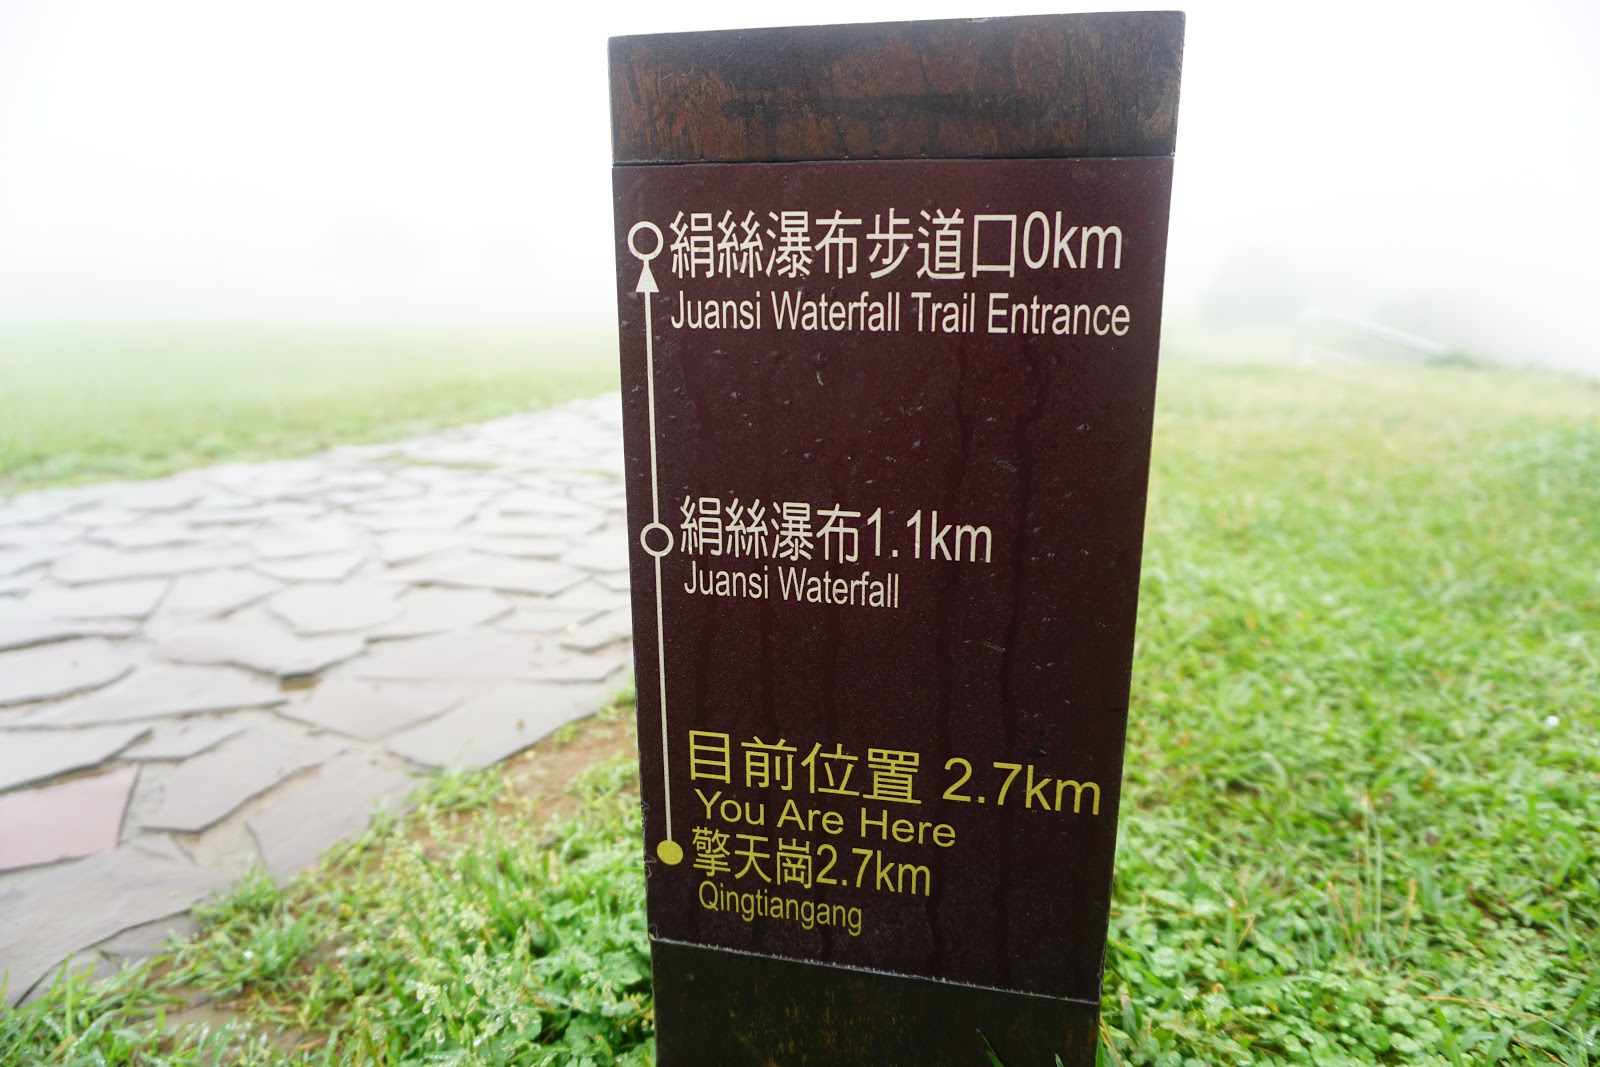 絹絲瀑布步道口0km
Juansi Waterfall Trail Entrance
絹絲瀑布1.1km
Juansi Waterfall
目前位置 2.7km
You Are Here
擎天崗2.7km
Qingtiangang